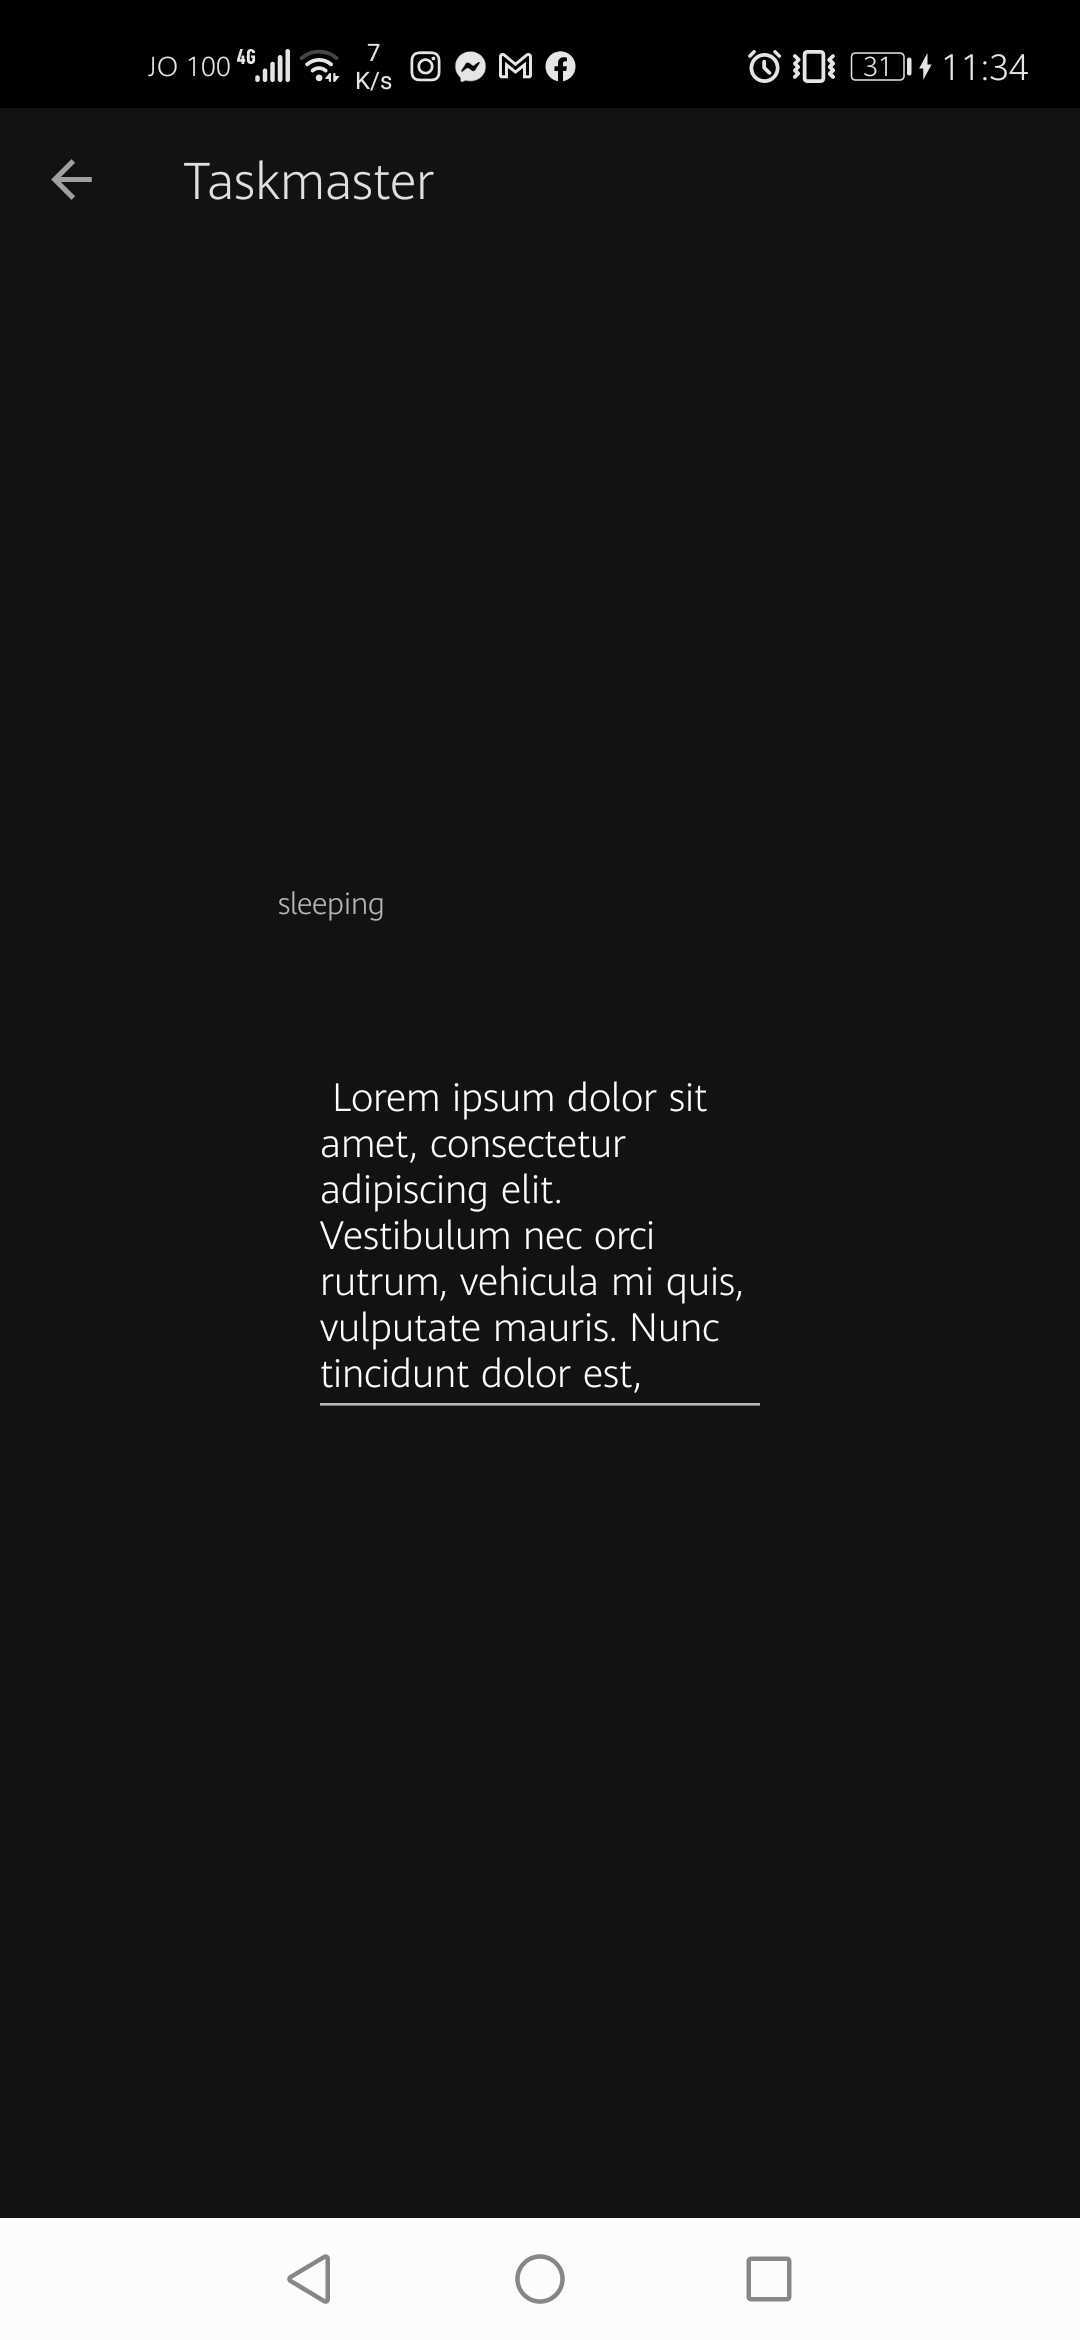 JO 100 4G 7 K/s 31 11:34
Taskmaster
sleeping
Lorem ipsum dolor sit
amet, consectetur
adipiscing elit.
Vestibulum nec orci
rutrum, vehicula mi quis,
vulputate mauris. Nunc
tincidunt dolor est,